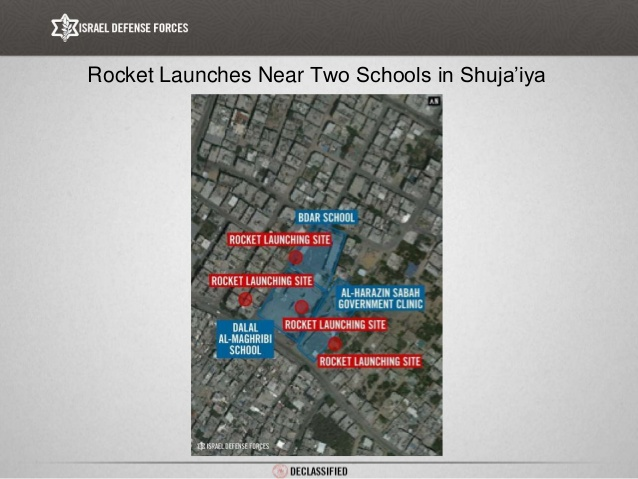 ISRAEL DEFENSE FORCES
Rocket Launches Near Two Schools in Shuja’iya
BDAR SCHOOL
ROCKET LAUNCHING SITE
ROCKET LAUNCHING SITE
AL-HARAZIN SABAH
GOVERNMENT CLINIC
ROCKET LAUNCHING SITE
DALAL
AL-MAGHRIBI
SCHOOL
ROCKET LAUNCHING SITE
ISRAEL DEFENSE FORCES
DECLASSIFIED